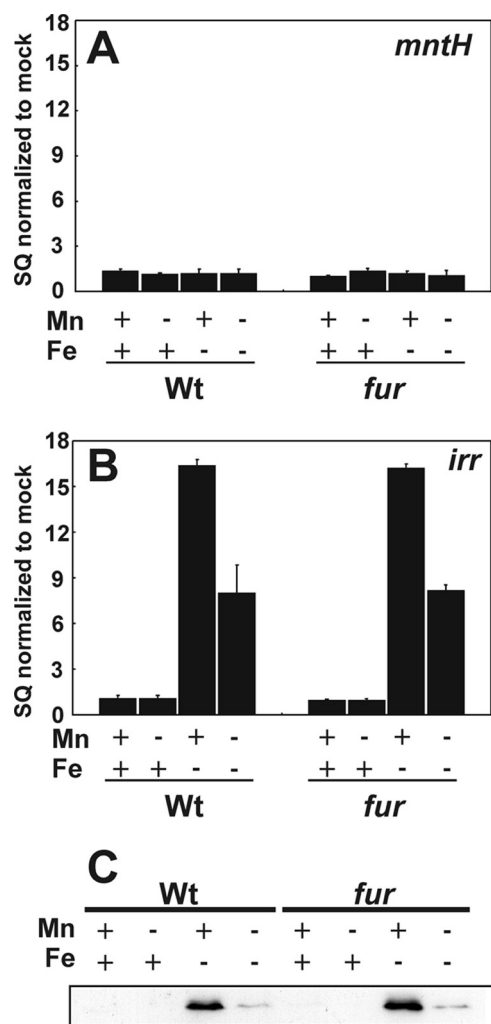 A
mntH
SQ normalized to mock
18
15
12
9
6
3
0
Mn + - + - + - + -
Fe + + - - + + - -
Wt fur
B
irr
SQ normalized to mock
18
15
12
9
6
3
0
Mn + - + - + - + -
Fe + + - - + + - -
Wt fur
C
Wt fur
Mn + - + - + - + -
Fe + + - - + + - -